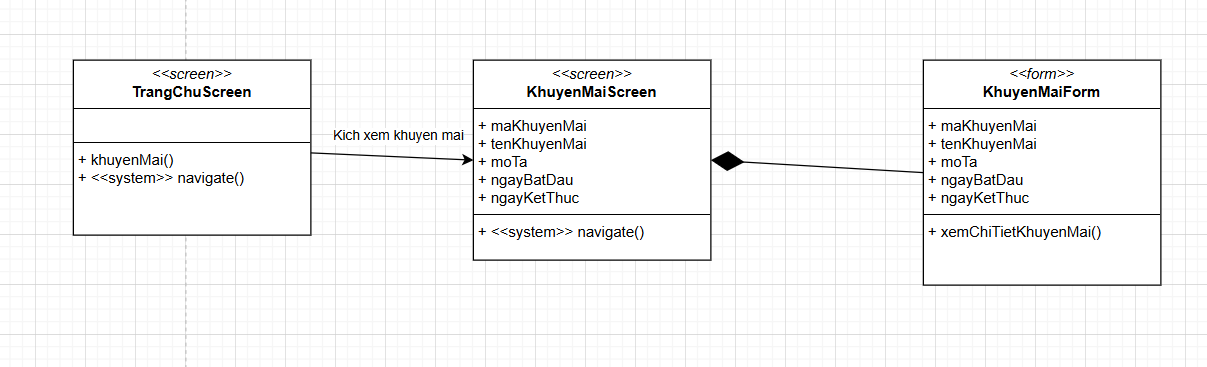 <<screen>>
TrangChuScreen
+ khuyenMai()
+ <<system>> navigate()
Kich xem khuyen mai
<<screen>>
KhuyenMaiScreen
+ maKhuyenMai
+ tenKhuyenMai
+ moTa
+ ngayBatDau
+ ngayKetThuc
+ <<system>> navigate()
<<form>>
KhuyenMaiForm
+ maKhuyenMai
+ tenKhuyenMai
+ moTa
+ ngayBatDau
+ ngayKetThuc
+ xemChiTietKhuyenMai()